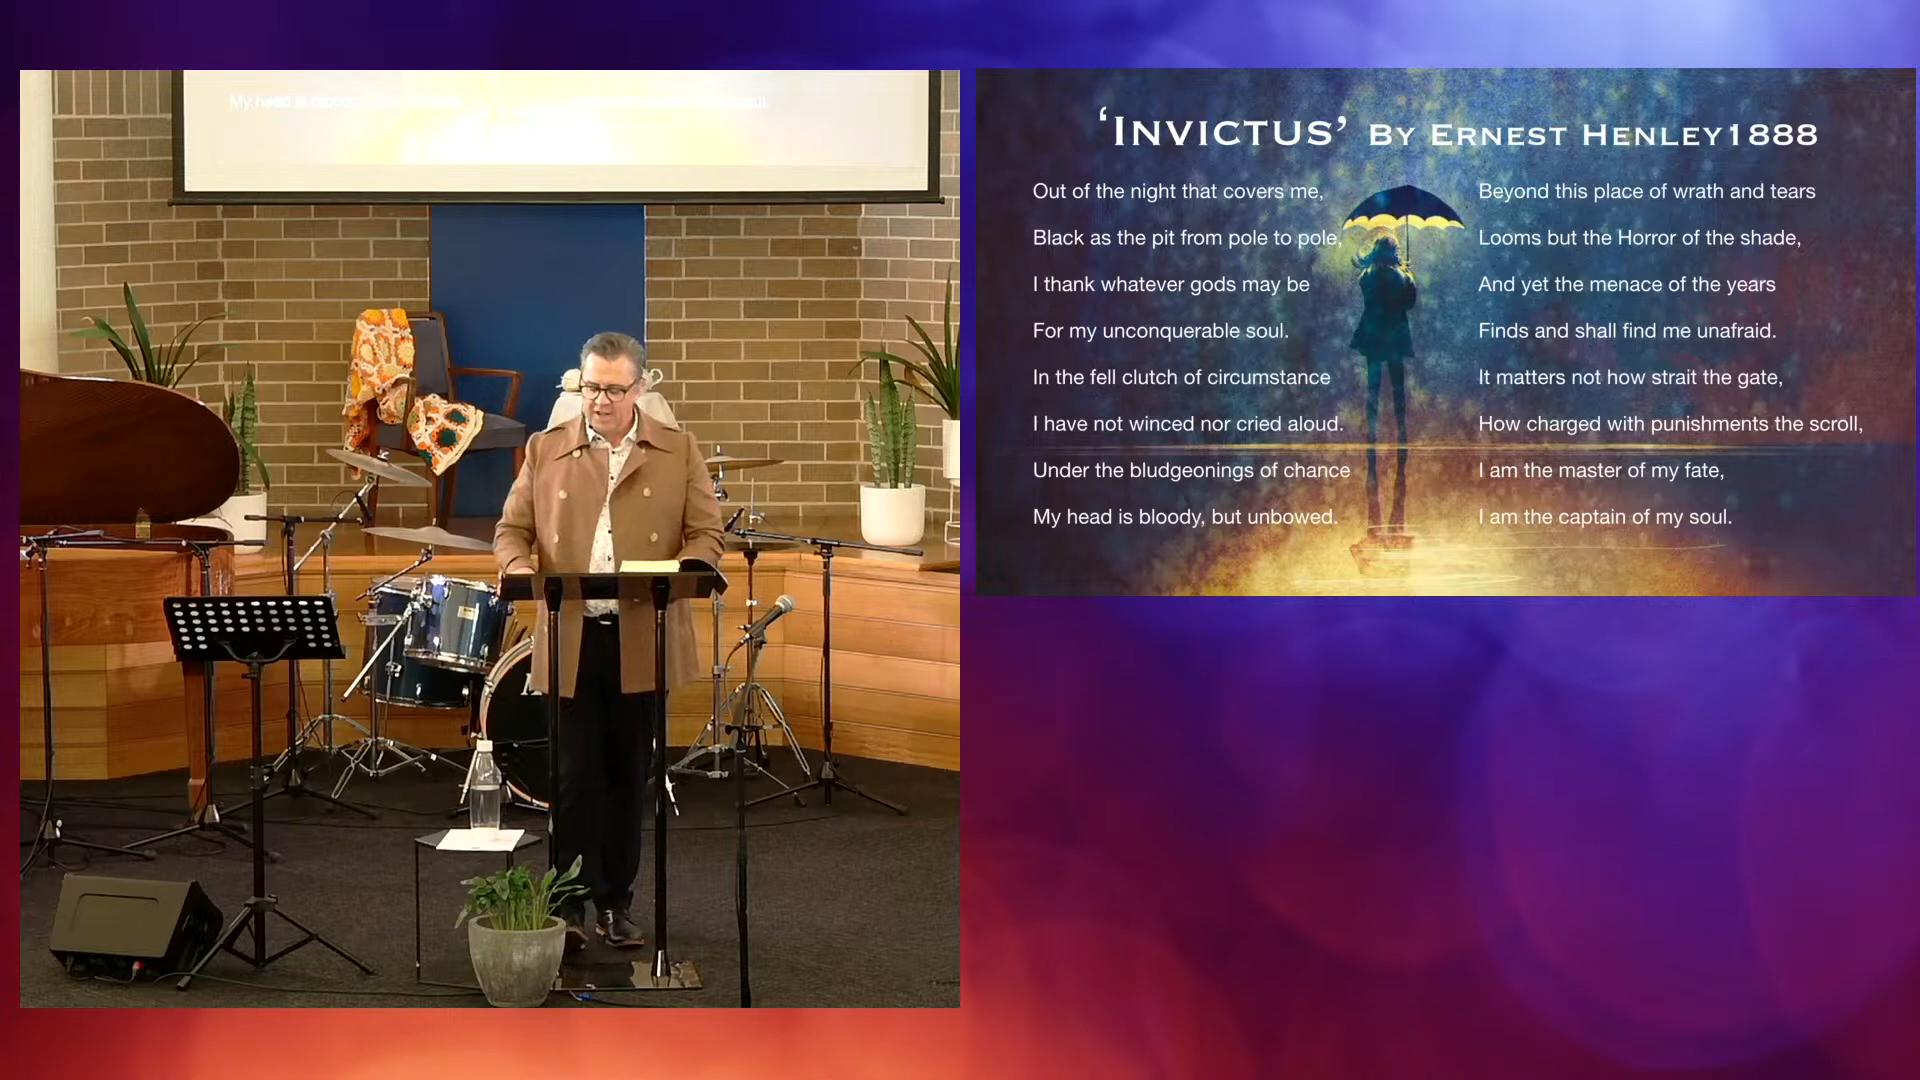 My head is
‘INVICTUS’ BY ERNEST HENLEY1888
Out of the night that covers me,
Black as the pit from pole to pole,
I thank whatever gods may be
For my unconquerable soul.
In the fell clutch of circumstance
I have not winced nor cried aloud.
Under the bludgeonings of chance
My head is bloody, but unbowed.
Beyond this place of wrath and tears
Looms but the Horror of the shade,
And yet the menace of the years
Finds and shall find me unafraid.
It matters not how strait the gate,
How charged with punishments the scroll,
I am the master of my fate,
I am the captain of my soul.